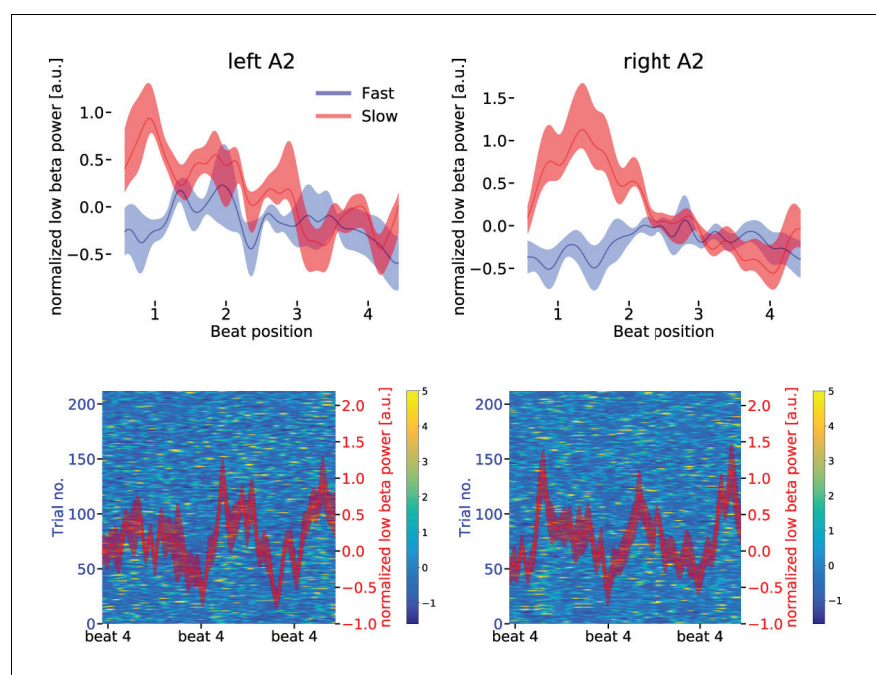 left A2
normalized low beta power [a.u.]
1.0
0.5
0.0
−0.5
Fast
Slow
1 2 3 4
Beat position
right A2
normalized low beta power [a.u.]
1.5
1.0
0.5
0.0
−0.5
1 2 3 4
Beat position
Trial no.
200
150
100
50
0
beat 4 beat 4 beat 4
2.0
1.5
1.0
0.5
0.0
−0.5
−1.0
normalized low beta power [a.u.]
5
4
3
2
1
0
−1
Trial no.
200
150
100
50
0
beat 4 beat 4 beat 4
2.0
1.5
1.0
0.5
0.0
−0.5
−1.0
normalized low beta power [a.u.]
5
4
3
2
1
0
−1